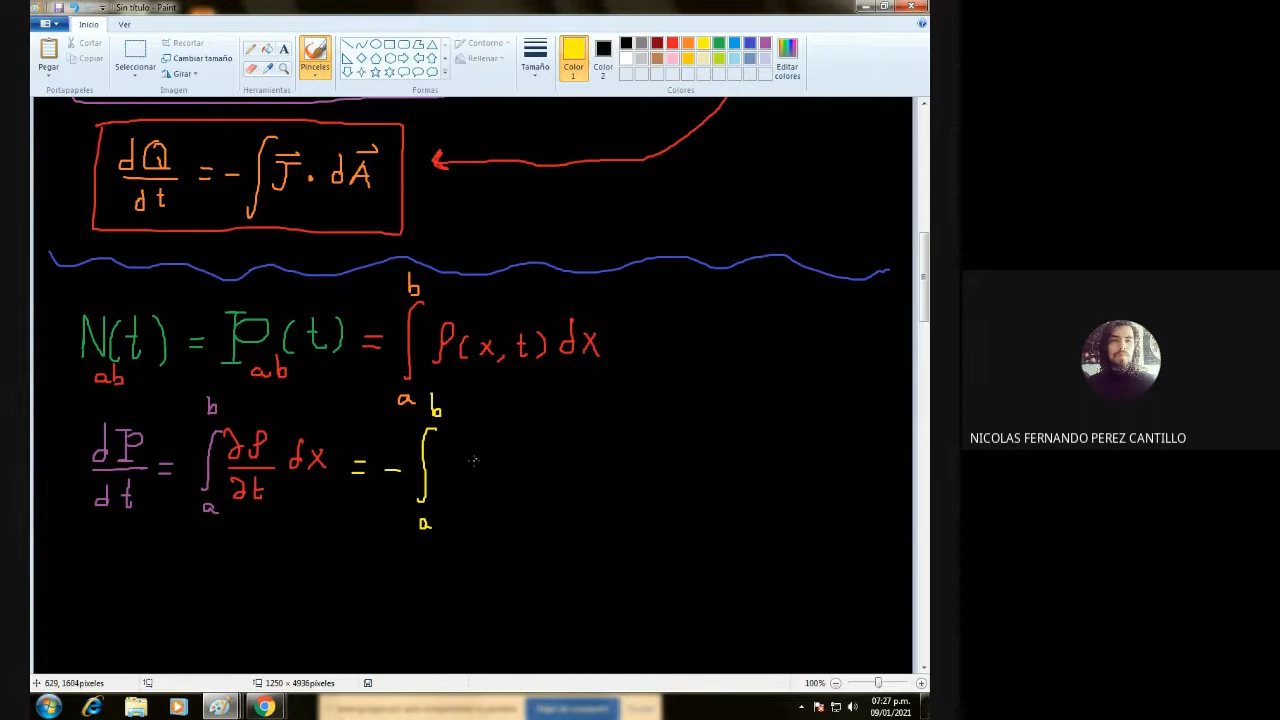 Sin título - Paint
Inicio Ver
Pegar
Cortar
Copiar
Portapapeles
Seleccionar
Recortar
Cambiar tamaño
Girar
Imagen
A
Herramientas
Pinceles
Contorno
Rellenar
Formas
Tamaño
Color 1
Color 2
Editar colores
Colores
dQ/dt = - ∫ J⃗ · dA⃗
N_ab(t) = P_ab(t) = ∫_a^b ρ(x, t) dx
dP/dt = ∫_a^b ∂ρ/∂t dx = - ∫_a^b
NICOLAS FERNANDO PEREZ CANTILLO
629, 1604píxeles
1250 × 4936píxeles
100%
07:27 p.m.
09/01/2021